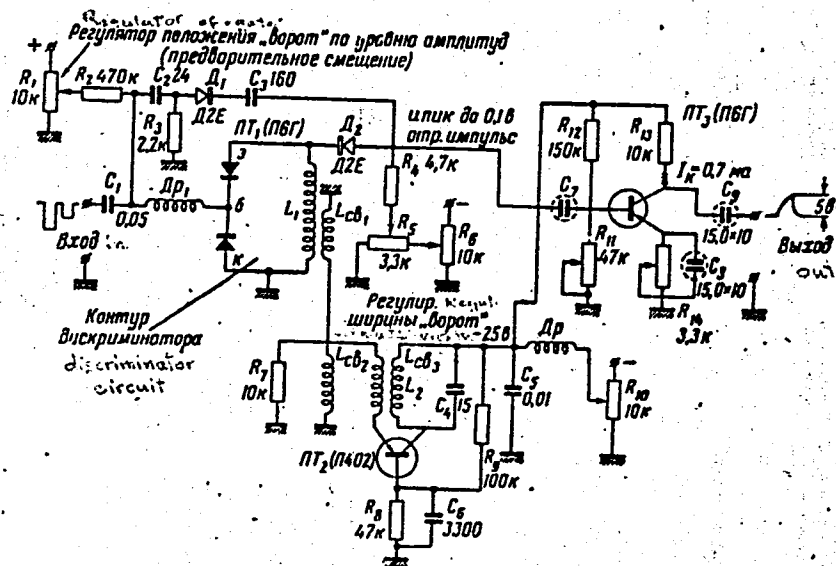 Regulator of
Регулятор положения „ворот" по уровню амплитуд
(предворительное смещение)
+
R₁
10к
R₂ 470к
C₂ 24
Д₁
Д2Е
C₃ 160
R₃
2,2к
ПТ₁ (П6Г)
Д₂
Д2Е
и пик до 0,1в
отр. импульс
ПТ₃ (П6Г)
R₁₂
150к
R₁₃
10к
Iк = 0,7 ма
R₄ 4,7к
C₁
0,05
Др₁
э
б
к
L₁
Lсв₁
C₇
C₉
15,0×10
5в
Вход in
R₅
3,3к
R₆
10к
−
R₁₁
47к
C₈
15,0×10
Выход
out
R₁₄
3,3к
Контур
дискриминатора
discriminator
circuit
Регулир. Regul.
ширины „ворот"
−25в
Др
R₇
10к
Lсв₂
Lсв₃
L₂
C₄ 15
C₅
0,01
−
R₁₀
10к
ПТ₂ (П402)
R₉
100к
R₈
47к
C₆
3300